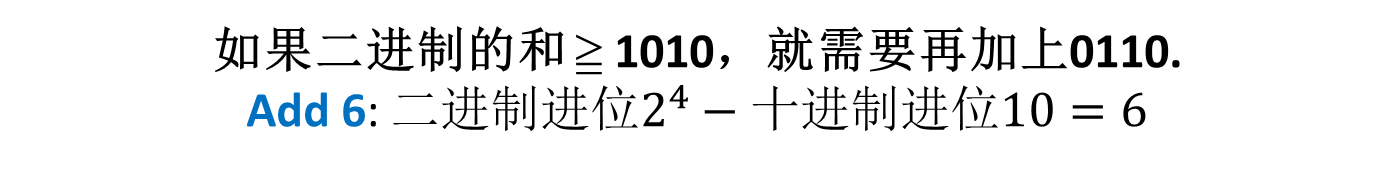 如果二进制的和≧1010，就需要再加上0110.
Add 6: 二进制进位2⁴ − 十进制进位10 = 6